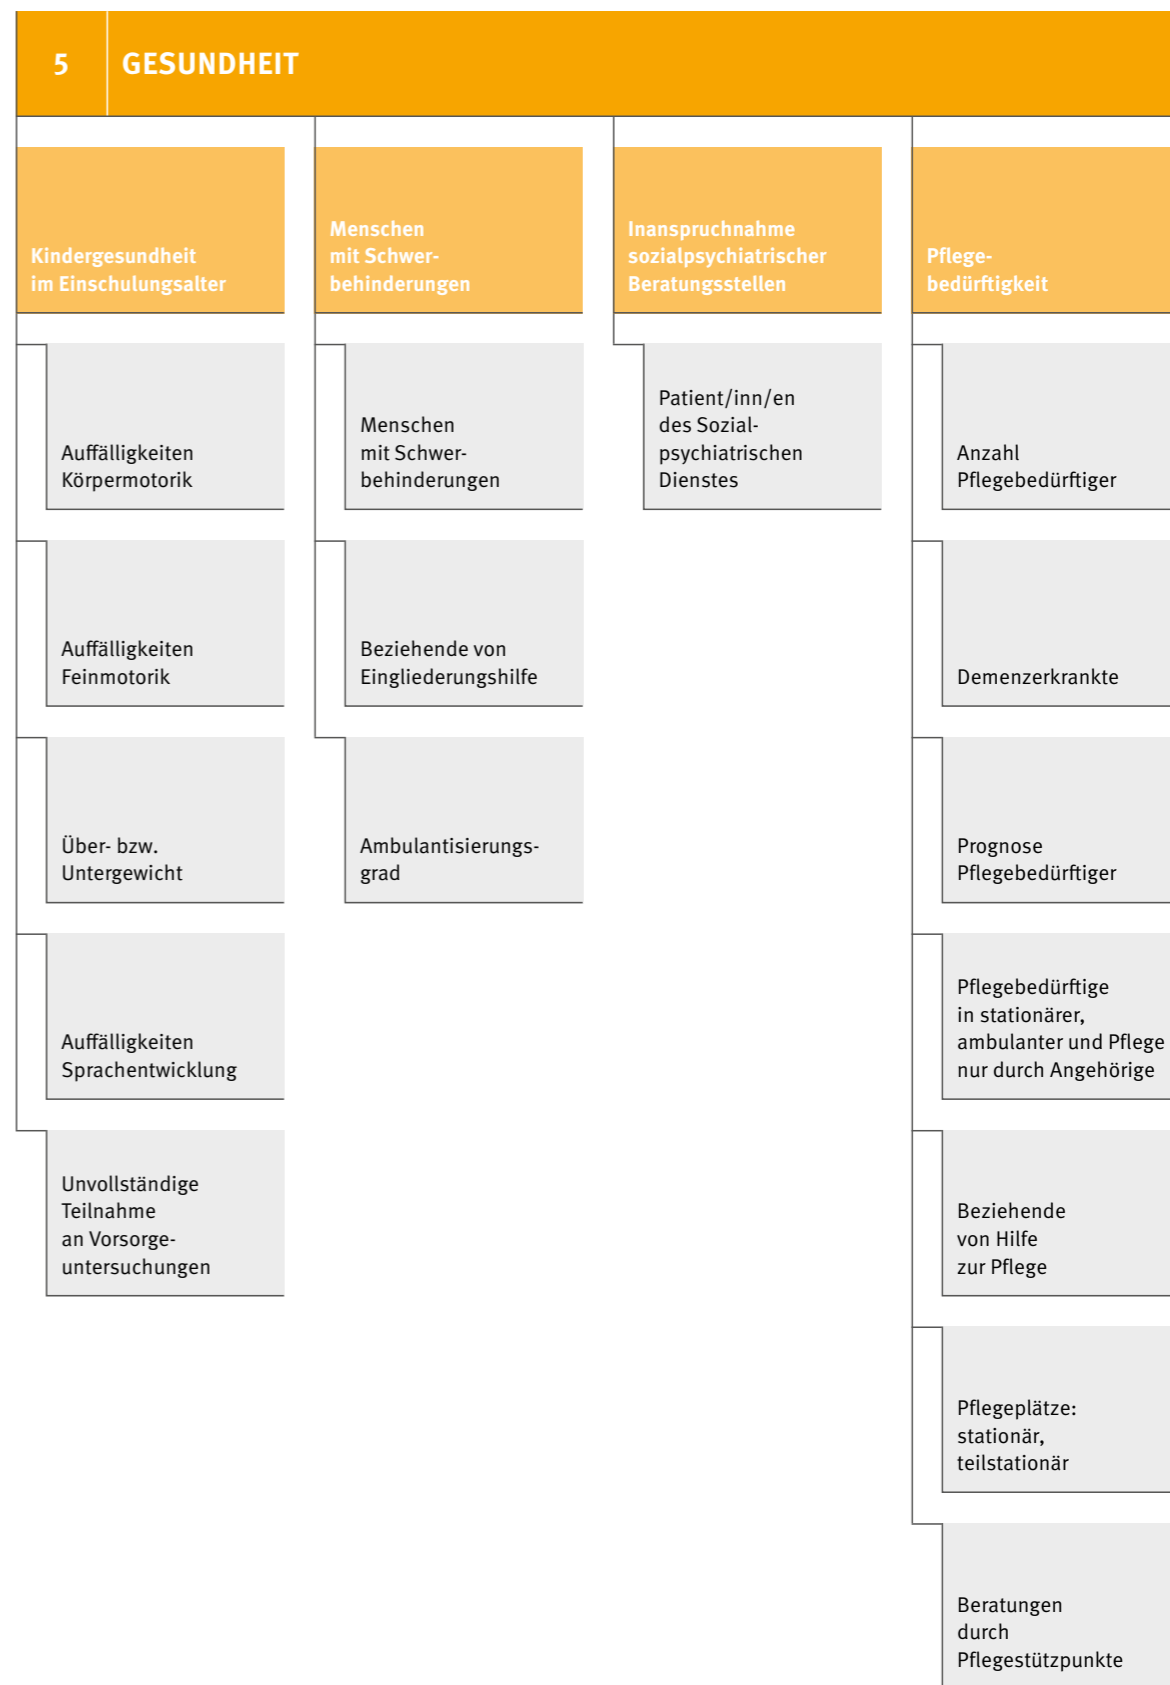 5 GESUNDHEIT
Kindergesundheit
im Einschulungsalter
Auffälligkeiten
Körpermotorik
Auffälligkeiten
Feinmotorik
Über- bzw.
Untergewicht
Auffälligkeiten
Sprachentwicklung
Unvollständige
Teilnahme
an Vorsorge-
untersuchungen
Menschen
mit Schwer-
behinderungen
Menschen
mit Schwer-
behinderungen
Beziehende von
Eingliederungshilfe
Ambulantisierungs-
grad
Inanspruchnahme
sozialpsychiatrischer
Beratungsstellen
Patient/inn/en
des Sozial-
psychiatrischen
Dienstes
Pflege-
bedürftigkeit
Anzahl
Pflegebedürftiger
Demenzerkrankte
Prognose
Pflegebedürftiger
Pflegebedürftige
in stationärer,
ambulanter und Pflege
nur durch Angehörige
Beziehende
von Hilfe
zur Pflege
Pflegeplätze:
stationär,
teilstationär
Beratungen
durch
Pflegestützpunkte